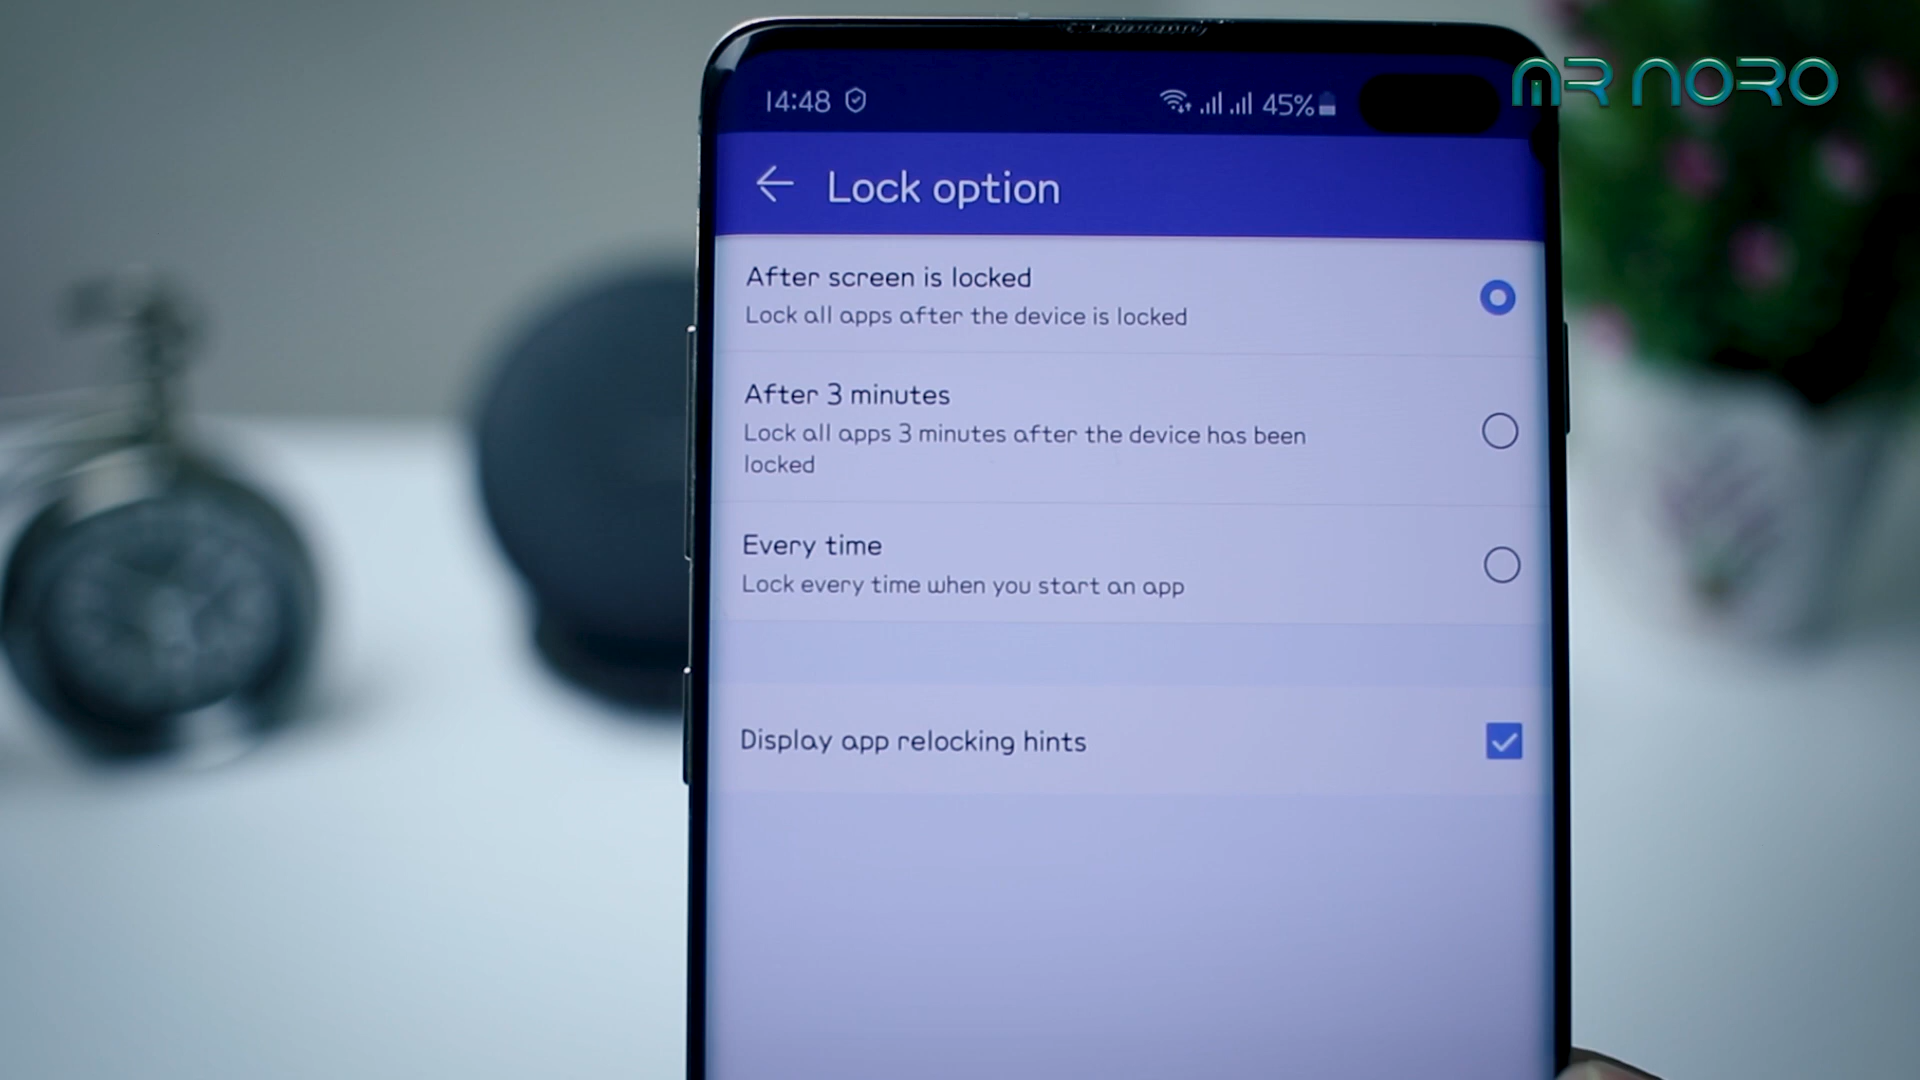 MR NORO
14:48 45%
Lock option
After screen is locked
Lock all apps after the device is locked
After 3 minutes
Lock all apps 3 minutes after the device has been
locked
Every time
Lock every time when you start an app
Display app relocking hints